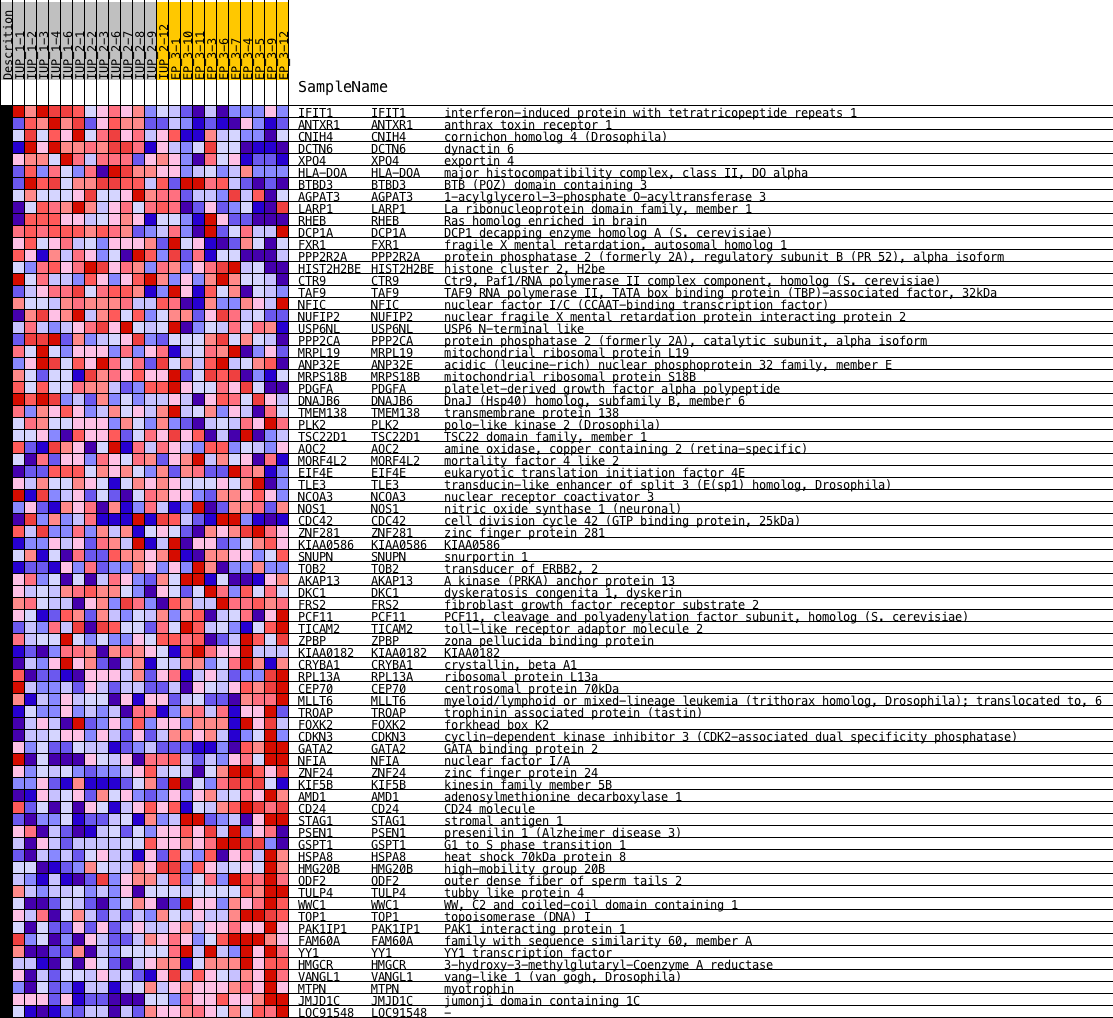 Descrition
IUP_1-1
IUP_1-2
IUP_1-3
IUP_1-4
IUP_1-6
IUP_2-1
IUP_2-2
IUP_2-3
IUP_2-6
IUP_2-7
IUP_2-8
IUP_2-9
IUP_2-12
EP_3-1
EP_3-10
EP_3-11
EP_3-3
EP_3-6
EP_3-7
EP_3-4
EP_3-5
EP_3-9
EP_3-12
SampleName
IFIT1 IFIT1 interferon-induced protein with tetratricopeptide repeats 1
ANTXR1 ANTXR1 anthrax toxin receptor 1
CNIH4 CNIH4 cornichon homolog 4 (Drosophila)
DCTN6 DCTN6 dynactin 6
XPO4 XPO4 exportin 4
HLA-DOA HLA-DOA major histocompatibility complex, class II, DO alpha
BTBD3 BTBD3 BTB (POZ) domain containing 3
AGPAT3 AGPAT3 1-acylglycerol-3-phosphate O-acyltransferase 3
LARP1 LARP1 La ribonucleoprotein domain family, member 1
RHEB RHEB Ras homolog enriched in brain
DCP1A DCP1A DCP1 decapping enzyme homolog A (S. cerevisiae)
FXR1 FXR1 fragile X mental retardation, autosomal homolog 1
PPP2R2A PPP2R2A protein phosphatase 2 (formerly 2A), regulatory subunit B (PR 52), alpha isoform
HIST2H2BE HIST2H2BE histone cluster 2, H2be
CTR9 CTR9 Ctr9, Paf1/RNA polymerase II complex component, homolog (S. cerevisiae)
TAF9 TAF9 TAF9 RNA polymerase II, TATA box binding protein (TBP)-associated factor, 32kDa
NFIC NFIC nuclear factor I/C (CCAAT-binding transcription factor)
NUFIP2 NUFIP2 nuclear fragile X mental retardation protein interacting protein 2
USP6NL USP6NL USP6 N-terminal like
PPP2CA PPP2CA protein phosphatase 2 (formerly 2A), catalytic subunit, alpha isoform
MRPL19 MRPL19 mitochondrial ribosomal protein L19
ANP32E ANP32E acidic (leucine-rich) nuclear phosphoprotein 32 family, member E
MRPS18B MRPS18B mitochondrial ribosomal protein S18B
PDGFA PDGFA platelet-derived growth factor alpha polypeptide
DNAJB6 DNAJB6 DnaJ (Hsp40) homolog, subfamily B, member 6
TMEM138 TMEM138 transmembrane protein 138
PLK2 PLK2 polo-like kinase 2 (Drosophila)
TSC22D1 TSC22D1 TSC22 domain family, member 1
AOC2 AOC2 amine oxidase, copper containing 2 (retina-specific)
MORF4L2 MORF4L2 mortality factor 4 like 2
EIF4E EIF4E eukaryotic translation initiation factor 4E
TLE3 TLE3 transducin-like enhancer of split 3 (E(sp1) homolog, Drosophila)
NCOA3 NCOA3 nuclear receptor coactivator 3
NOS1 NOS1 nitric oxide synthase 1 (neuronal)
CDC42 CDC42 cell division cycle 42 (GTP binding protein, 25kDa)
ZNF281 ZNF281 zinc finger protein 281
KIAA0586 KIAA0586 KIAA0586
SNUPN SNUPN snurportin 1
TOB2 TOB2 transducer of ERBB2, 2
AKAP13 AKAP13 A kinase (PRKA) anchor protein 13
DKC1 DKC1 dyskeratosis congenita 1, dyskerin
FRS2 FRS2 fibroblast growth factor receptor substrate 2
PCF11 PCF11 PCF11, cleavage and polyadenylation factor subunit, homolog (S. cerevisiae)
TICAM2 TICAM2 toll-like receptor adaptor molecule 2
ZPBP ZPBP zona pellucida binding protein
KIAA0182 KIAA0182 KIAA0182
CRYBA1 CRYBA1 crystallin, beta A1
RPL13A RPL13A ribosomal protein L13a
CEP70 CEP70 centrosomal protein 70kDa
MLLT6 MLLT6 myeloid/lymphoid or mixed-lineage leukemia (trithorax homolog, Drosophila); translocated to, 6
TROAP TROAP trophinin associated protein (tastin)
FOXK2 FOXK2 forkhead box K2
CDKN3 CDKN3 cyclin-dependent kinase inhibitor 3 (CDK2-associated dual specificity phosphatase)
GATA2 GATA2 GATA binding protein 2
NFIA NFIA nuclear factor I/A
ZNF24 ZNF24 zinc finger protein 24
KIF5B KIF5B kinesin family member 5B
AMD1 AMD1 adenosylmethionine decarboxylase 1
CD24 CD24 CD24 molecule
STAG1 STAG1 stromal antigen 1
PSEN1 PSEN1 presenilin 1 (Alzheimer disease 3)
GSPT1 GSPT1 G1 to S phase transition 1
HSPA8 HSPA8 heat shock 70kDa protein 8
HMG20B HMG20B high-mobility group 20B
ODF2 ODF2 outer dense fiber of sperm tails 2
TULP4 TULP4 tubby like protein 4
WWC1 WWC1 WW, C2 and coiled-coil domain containing 1
TOP1 TOP1 topoisomerase (DNA) I
PAK1IP1 PAK1IP1 PAK1 interacting protein 1
FAM60A FAM60A family with sequence similarity 60, member A
YY1 YY1 YY1 transcription factor
HMGCR HMGCR 3-hydroxy-3-methylglutaryl-Coenzyme A reductase
VANGL1 VANGL1 vang-like 1 (van gogh, Drosophila)
MTPN MTPN myotrophin
JMJD1C JMJD1C jumonji domain containing 1C
LOC91548 LOC91548 -